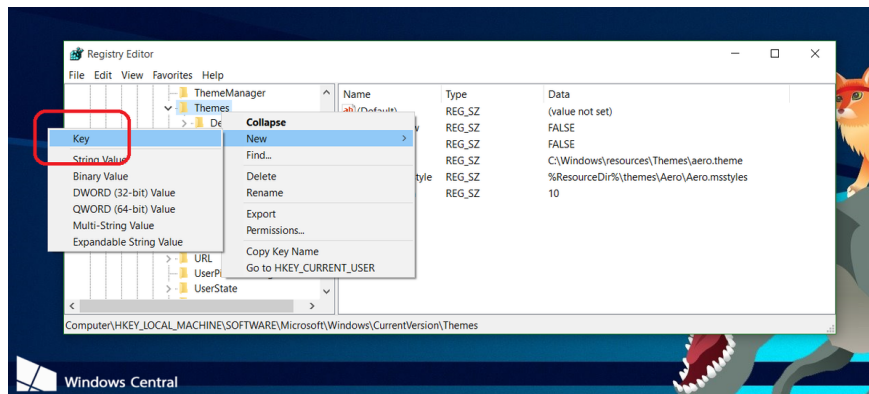 Registry Editor
File Edit View Favorites Help
ThemeManager
Themes
De
URL
UserPi
UserState
Name Type Data
(Default) REG_SZ (value not set)
REG_SZ FALSE
REG_SZ FALSE
REG_SZ C:\Windows\resources\Themes\aero.theme
tyle REG_SZ %ResourceDir%\themes\Aero\Aero.msstyles
REG_SZ 10
Collapse
New
Find...
Delete
Rename
Export
Permissions...
Copy Key Name
Go to HKEY_CURRENT_USER
Key
String Value
Binary Value
DWORD (32-bit) Value
QWORD (64-bit) Value
Multi-String Value
Expandable String Value
Computer\HKEY_LOCAL_MACHINE\SOFTWARE\Microsoft\Windows\CurrentVersion\Themes
Windows Central